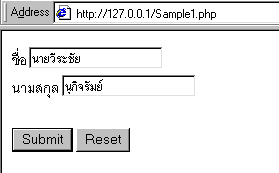 Address http://127.0.0.1/Sample1.php
ชื่อ นายวีระชัย
นามสกุล นุกิจรัมย์
Submit Reset